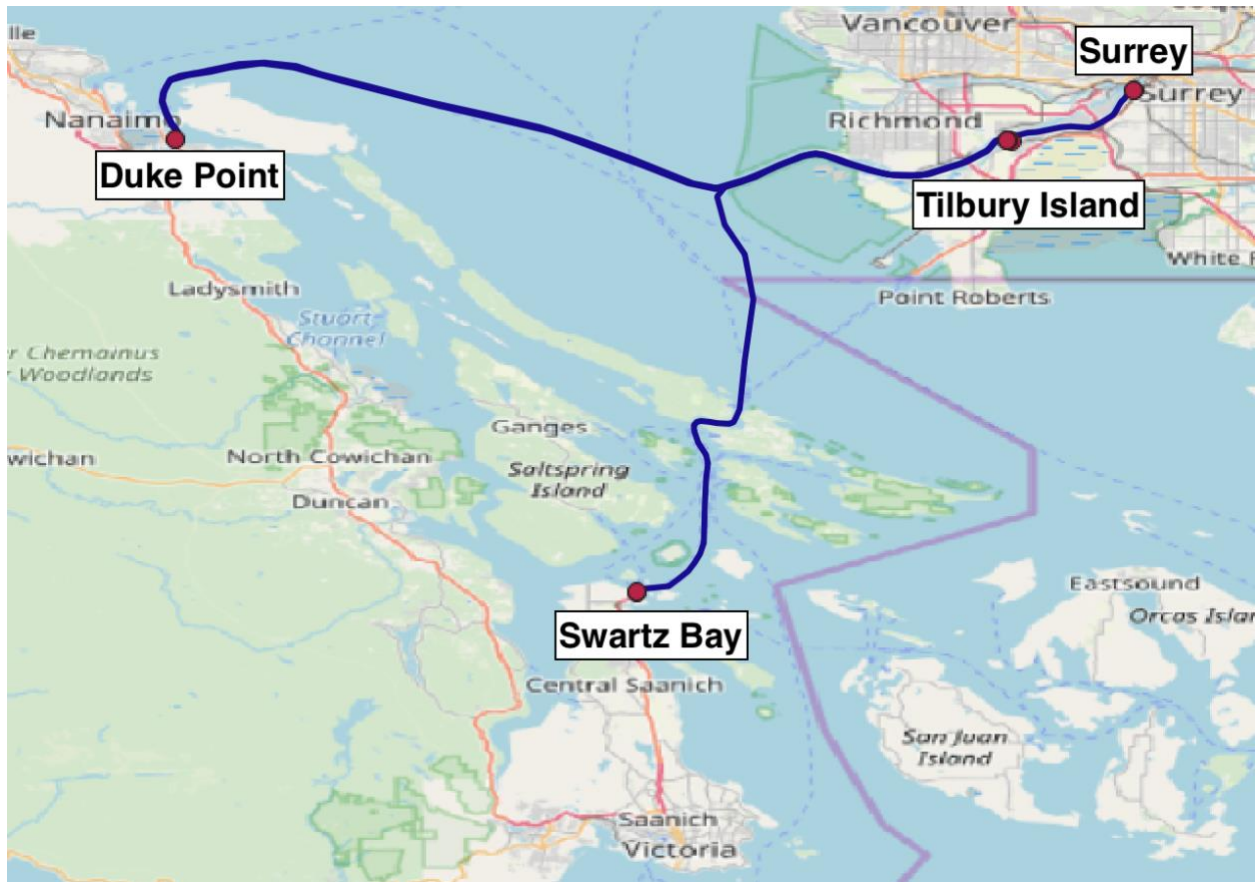 lle
VANCOUVER
Surrey
Surrey
Nanaimo
Richmond
Duke Point
Tilbury Island
White R
Ladysmith
Point Roberts
Stuart
Channel
r Chemainus
r Woodlands
Ganges
wichan
North Cowichan
Saltspring
Island
Duncan
Eastsound
Orcas Islan
Swartz Bay
Central Saanich
San Juan
Island
Saanich
Victoria